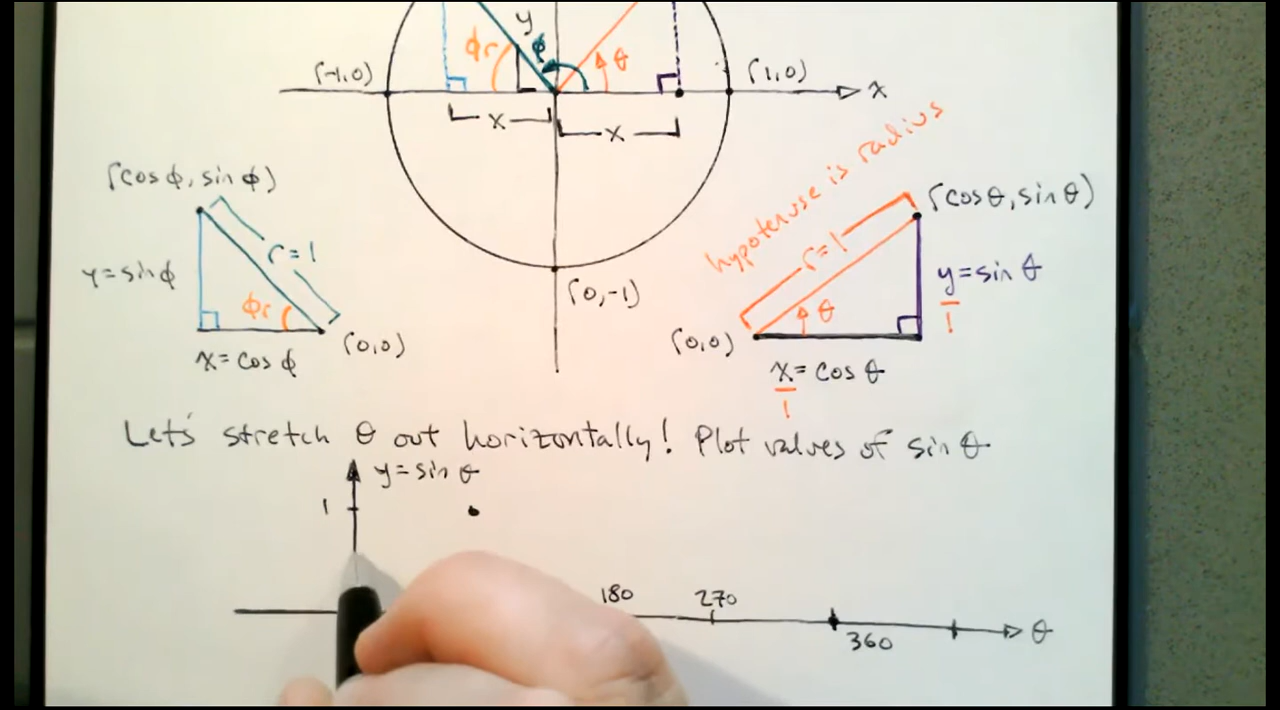 y
ϕr
ϕ
θ
(-1,0)
(1,0)
x
x
x
hypotenuse is radius
(cos ϕ, sin ϕ)
(cos θ, sin θ)
r=1
r=1
y=sin ϕ
y=sin θ
1
ϕr
θ
(0,-1)
(0,0)
(0,0)
x=cos ϕ
x=cos θ
1
Let's stretch θ out horizontally! Plot values of sin θ
y=sin θ
1
180
270
360
θ